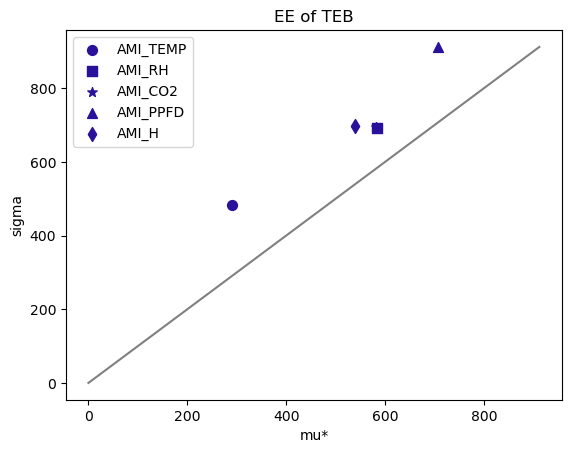 EE of TEB
AMI_TEMP
AMI_RH
AMI_CO2
AMI_PPFD
AMI_H
800
600
400
200
0
sigma
0 200 400 600 800
mu*